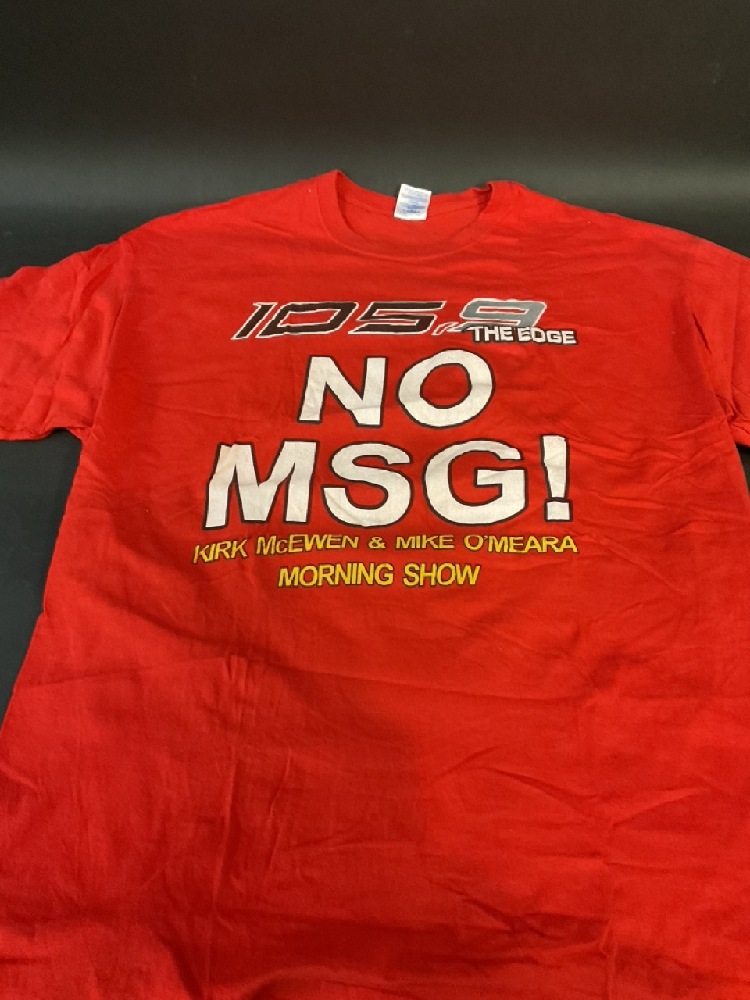 105.9
THE EDGE
NO
MSG!
KIRK McEWEN & MIKE O'MEARA
MORNING SHOW